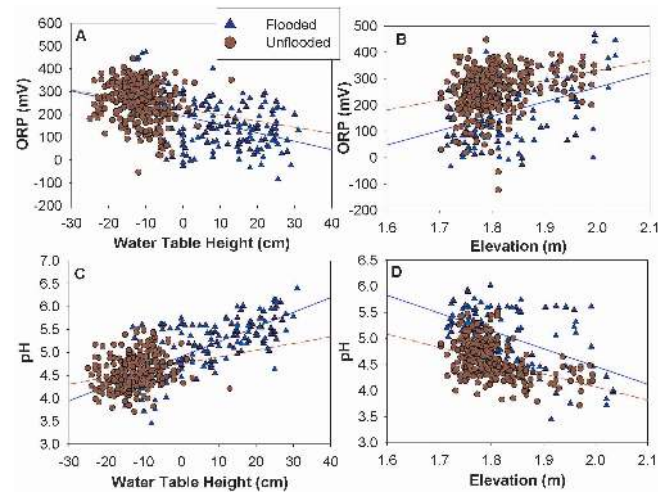 Flooded
Unflooded
A
600
500
400
300
200
100
0
100
200
ORP (mV)
-30 -20 -10 0 10 20 30 40
Water Table Height (cm)
B
500
400
300
200
100
0
100
200
ORP (mV)
1.6 1.7 1.8 1.9 2.0 2.1
Elevation (m)
C
7.0
6.5
6.0
5.5
5.0
4.5
4.0
3.5
3.0
pH
-30 -20 -10 0 10 20 30 40
Water Table Height (cm)
D
6.5
6.0
5.5
5.0
4.5
4.0
3.5
3.0
pH
1.6 1.7 1.8 1.9 2.0 2.1
Elevation (m)